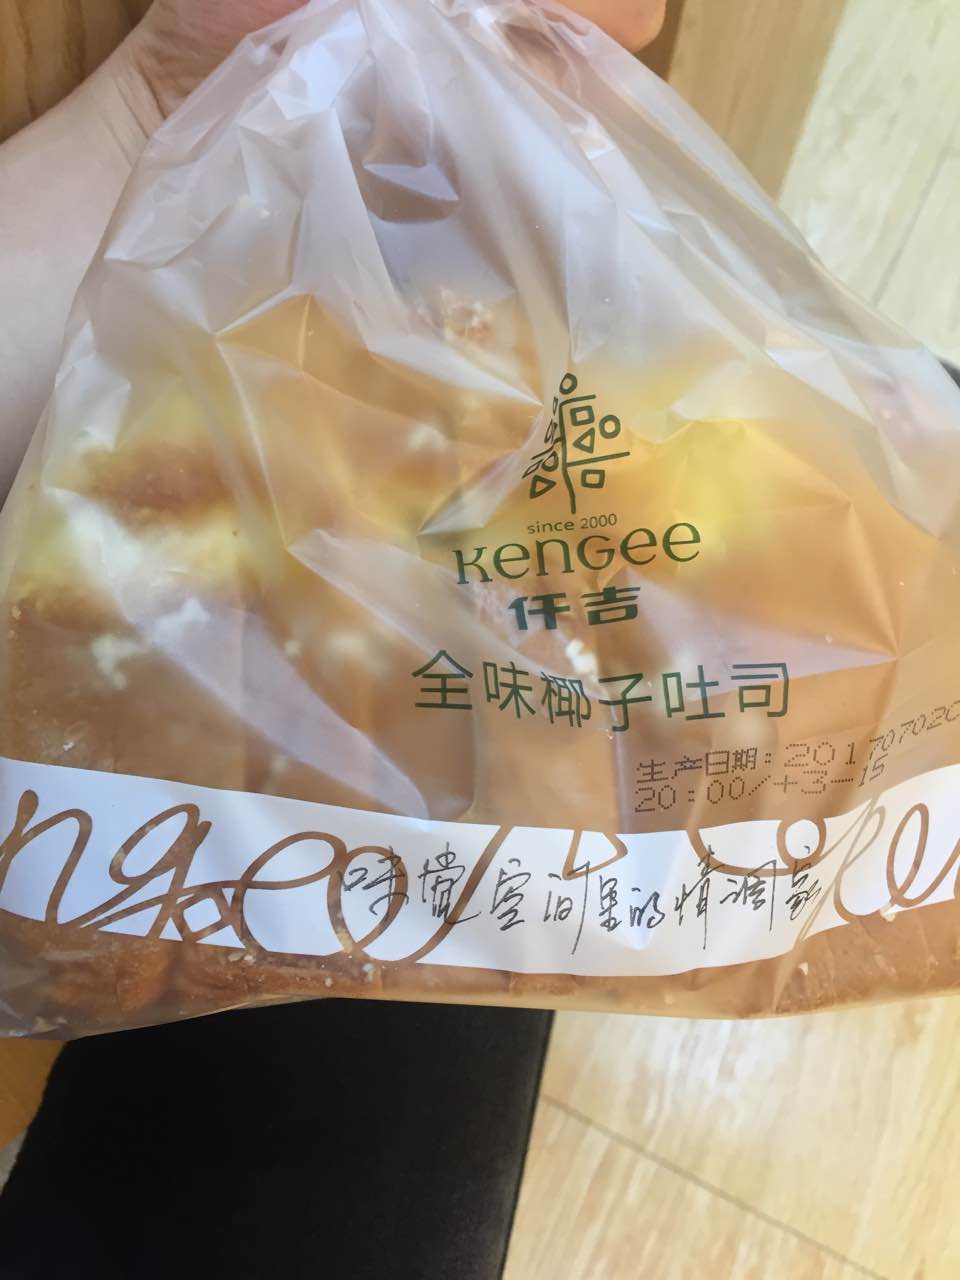 since 2000
KenGee
仟吉
全味椰子吐司
生产日期:20170702
20:00/+3-15
味觉空间里的情调家